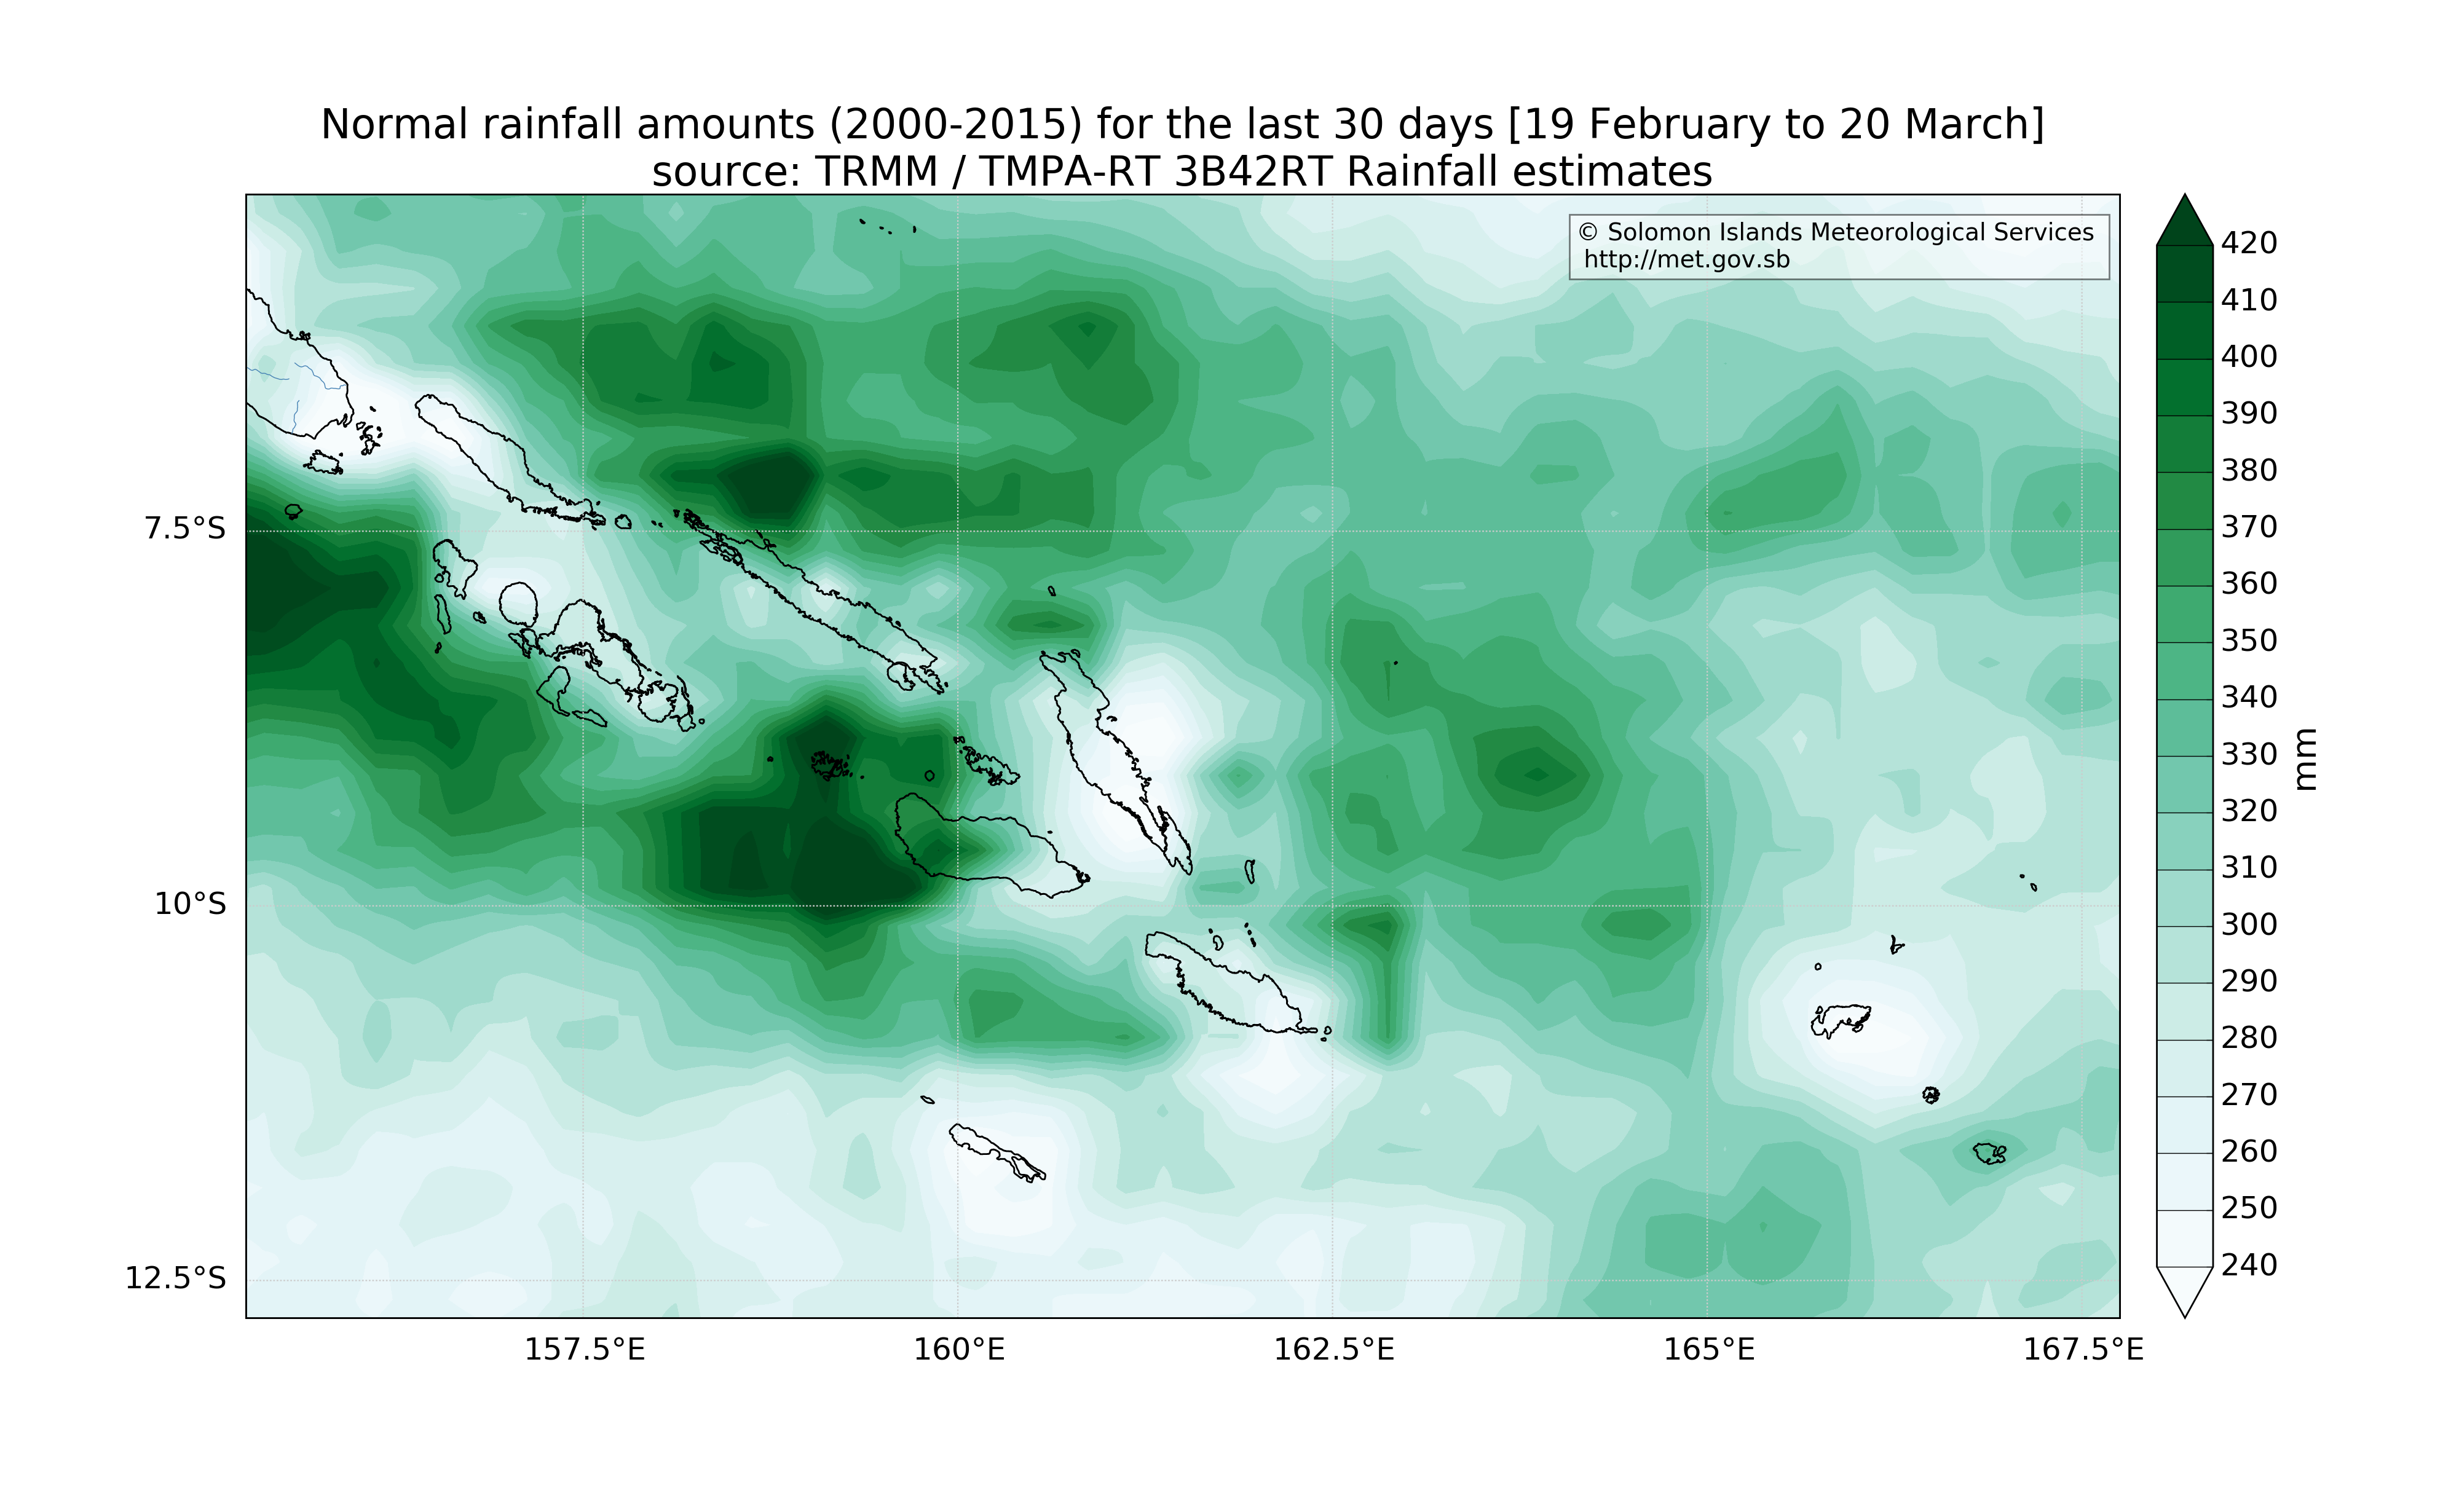 Normal rainfall amounts (2000-2015) for the last 30 days [19 February to 20 March]
source: TRMM / TMPA-RT 3B42RT Rainfall estimates
© Solomon Islands Meteorological Services
http://met.gov.sb
420
410
400
390
380
370
360
350
340
330
320
310
300
290
280
270
260
250
240
mm
7.5°S
10°S
12.5°S
157.5°E
160°E
162.5°E
165°E
167.5°E